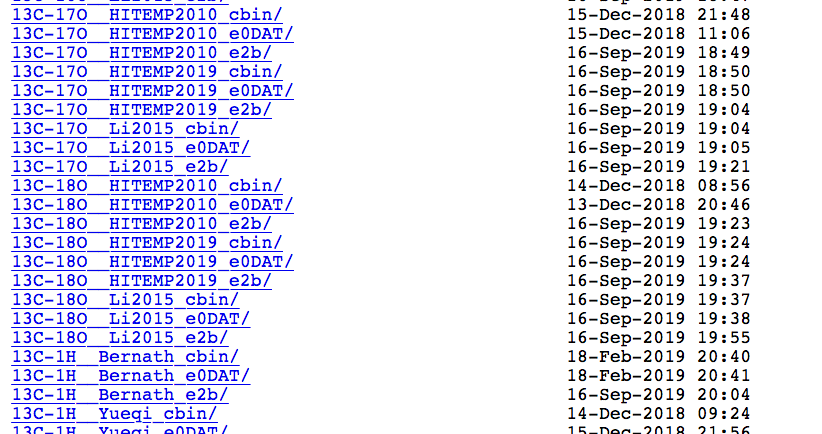 13C-17O__HITEMP2010_cbin/ 15-Dec-2018 21:48
13C-17O__HITEMP2010_e0DAT/ 15-Dec-2018 11:06
13C-17O__HITEMP2010_e2b/ 16-Sep-2019 18:49
13C-17O__HITEMP2019_cbin/ 16-Sep-2019 18:50
13C-17O__HITEMP2019_e0DAT/ 16-Sep-2019 18:50
13C-17O__HITEMP2019_e2b/ 16-Sep-2019 19:04
13C-17O__Li2015_cbin/ 16-Sep-2019 19:04
13C-17O__Li2015_e0DAT/ 16-Sep-2019 19:05
13C-17O__Li2015_e2b/ 16-Sep-2019 19:21
13C-18O__HITEMP2010_cbin/ 14-Dec-2018 08:56
13C-18O__HITEMP2010_e0DAT/ 13-Dec-2018 20:46
13C-18O__HITEMP2010_e2b/ 16-Sep-2019 19:23
13C-18O__HITEMP2019_cbin/ 16-Sep-2019 19:24
13C-18O__HITEMP2019_e0DAT/ 16-Sep-2019 19:24
13C-18O__HITEMP2019_e2b/ 16-Sep-2019 19:37
13C-18O__Li2015_cbin/ 16-Sep-2019 19:37
13C-18O__Li2015_e0DAT/ 16-Sep-2019 19:38
13C-18O__Li2015_e2b/ 16-Sep-2019 19:55
13C-1H__Bernath_cbin/ 18-Feb-2019 20:40
13C-1H__Bernath_e0DAT/ 18-Feb-2019 20:41
13C-1H__Bernath_e2b/ 16-Sep-2019 20:04
13C-1H__Yueqi_cbin/ 14-Dec-2018 09:24
13C-1H__Yueqi_e0DAT/ 15-Dec-2018 21:56